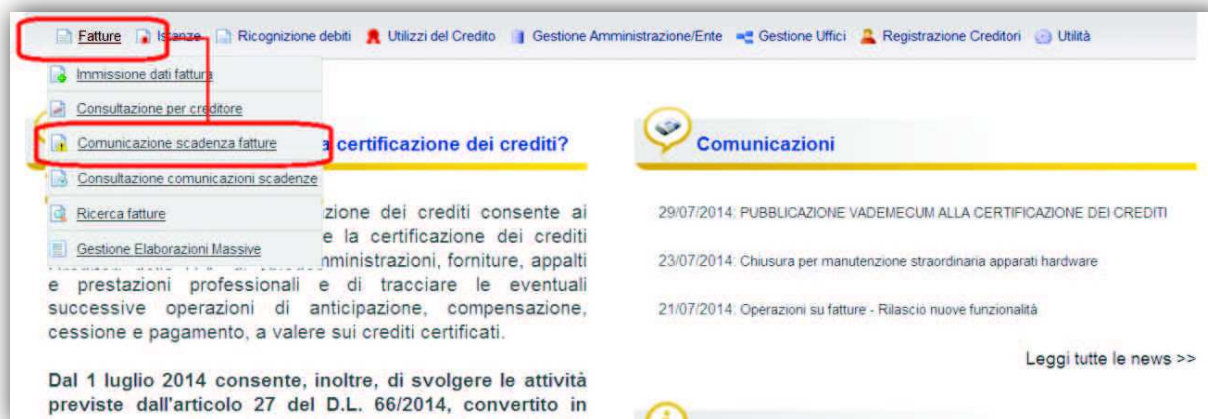 Fatture Istanze Ricognizione debiti Utilizzi del Credito Gestione Amministrazione/Ente Gestione Uffici Registrazione Creditori Utilità
Immissione dati fattura
Consultazione per creditore
Comunicazione scadenza fatture
Consultazione comunicazioni scadenze
Ricerca fatture
Gestione Elaborazioni Massive
a certificazione dei crediti?
zione dei crediti consente ai
e la certificazione dei crediti
mministrazioni, forniture, appalti
e prestazioni professionali e di tracciare le eventuali
successive operazioni di anticipazione, compensazione,
cessione e pagamento, a valere sui crediti certificati.
Dal 1 luglio 2014 consente, inoltre, di svolgere le attività
previste dall'articolo 27 del D.L. 66/2014, convertito in
Comunicazioni
29/07/2014: PUBBLICAZIONE VADEMECUM ALLA CERTIFICAZIONE DEI CREDITI
23/07/2014: Chiusura per manutenzione straordinaria apparati hardware
21/07/2014: Operazioni su fatture - Rilascio nuove funzionalità
Leggi tutte le news >>